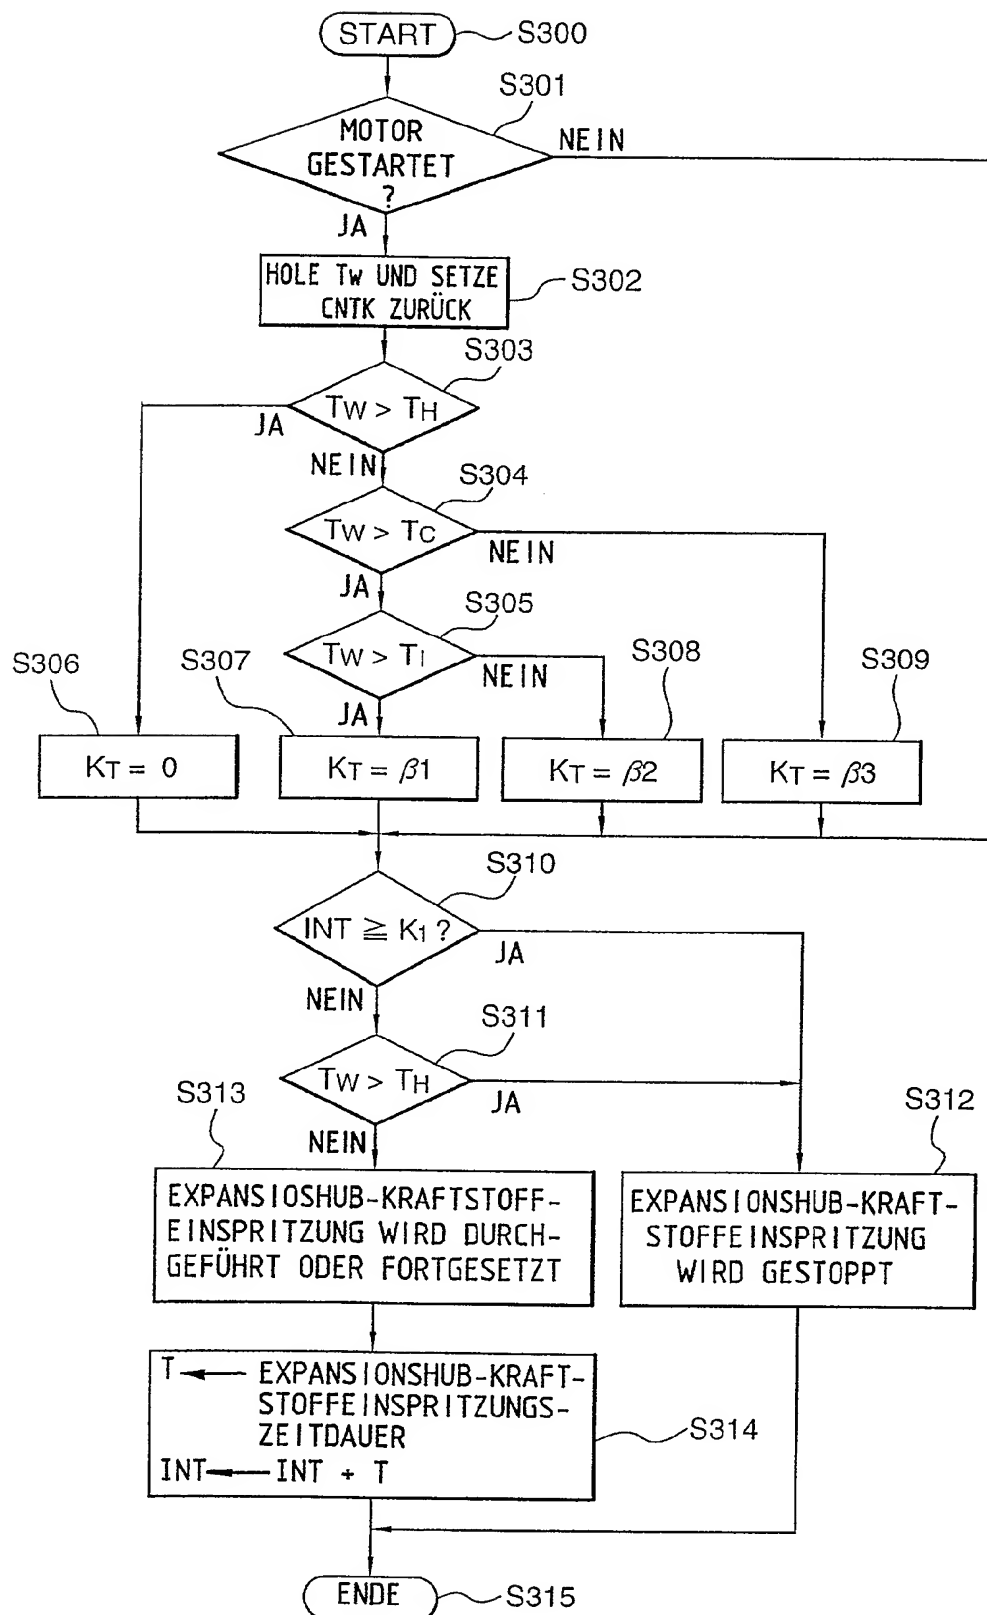 START
S300
S301
MOTOR
GESTARTET
?
NEIN
JA
HOLE TW UND SETZE
CNTK ZURÜCK
S302
S303
TW > TH
JA
NEIN
S304
TW > TC
NEIN
JA
S305
TW > TI
NEIN
JA
S306
S307
S308
S309
KT = 0
KT = β1
KT = β2
KT = β3
S310
INT ≧ K1 ?
JA
NEIN
S311
TW > TH
JA
NEIN
S313
S312
EXPANSIOSHUB-KRAFTSTOFF-
EINSPRITZUNG WIRD DURCH-
GEFÜHRT ODER FORTGESETZT
EXPANSIONSHUB-KRAFT-
STOFFEINSPRITZUNG
WIRD GESTOPPT
T ← EXPANSIONSHUB-KRAFT-
STOFFEINSPRITZUNGS-
ZEITDAUER
INT ← INT + T
S314
ENDE
S315